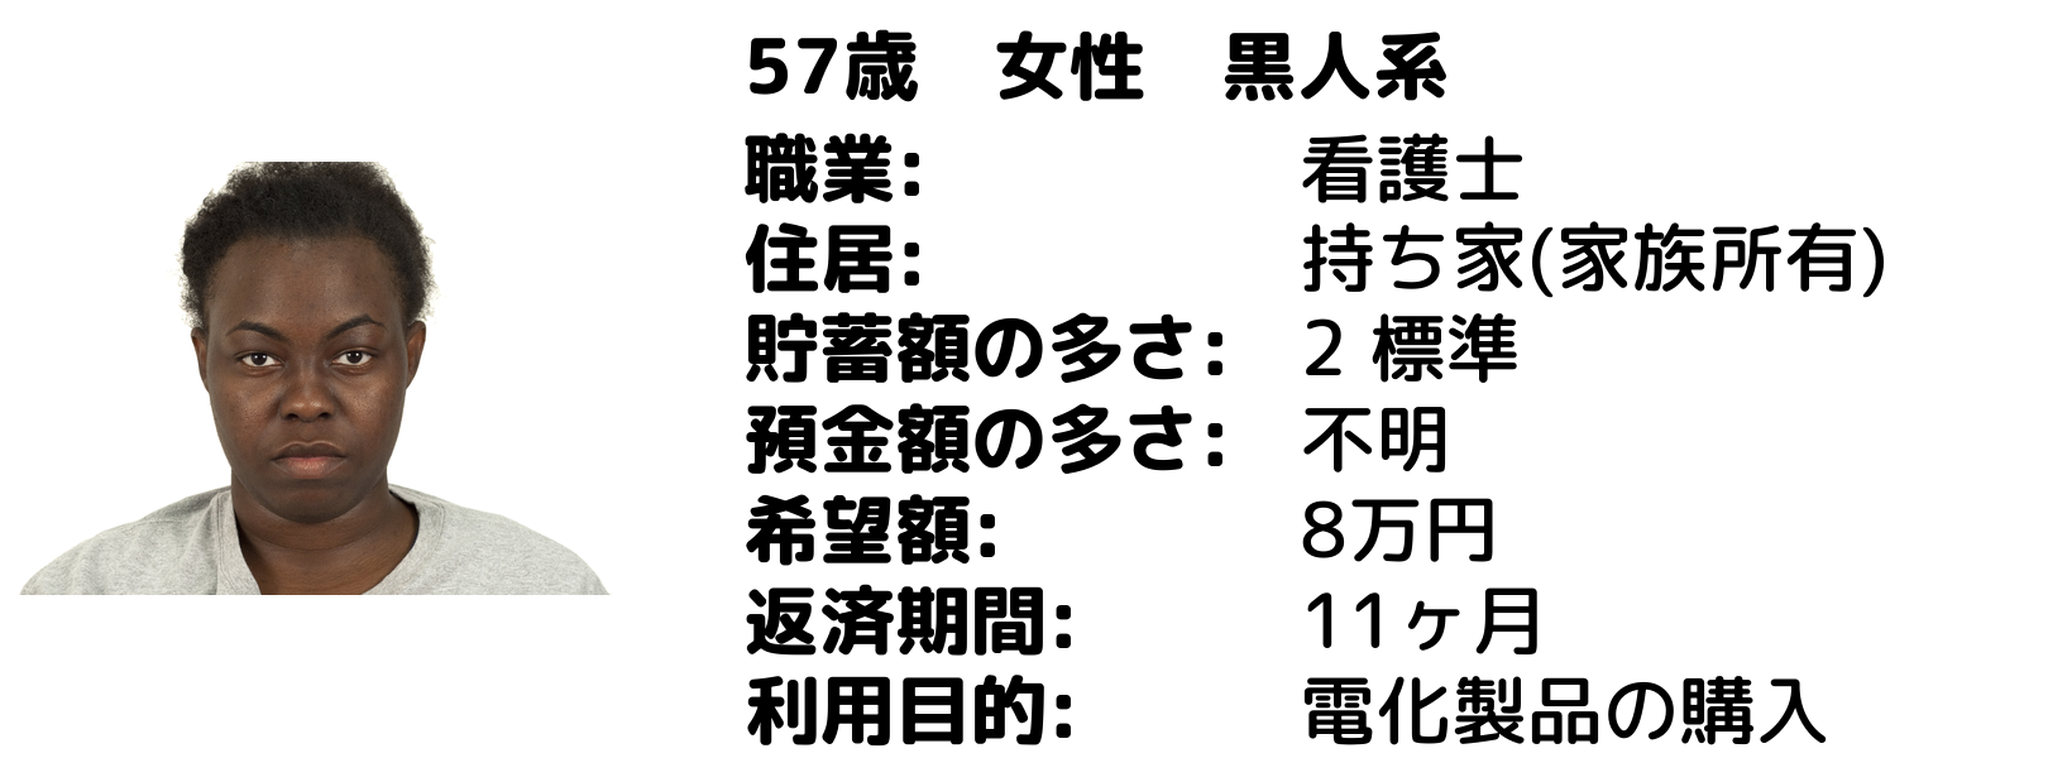 57歳　女性　黒人系
職業: 看護士
住居: 持ち家(家族所有)
貯蓄額の多さ: 2 標準
預金額の多さ: 不明
希望額: 8万円
返済期間: 11ヶ月
利用目的: 電化製品の購入